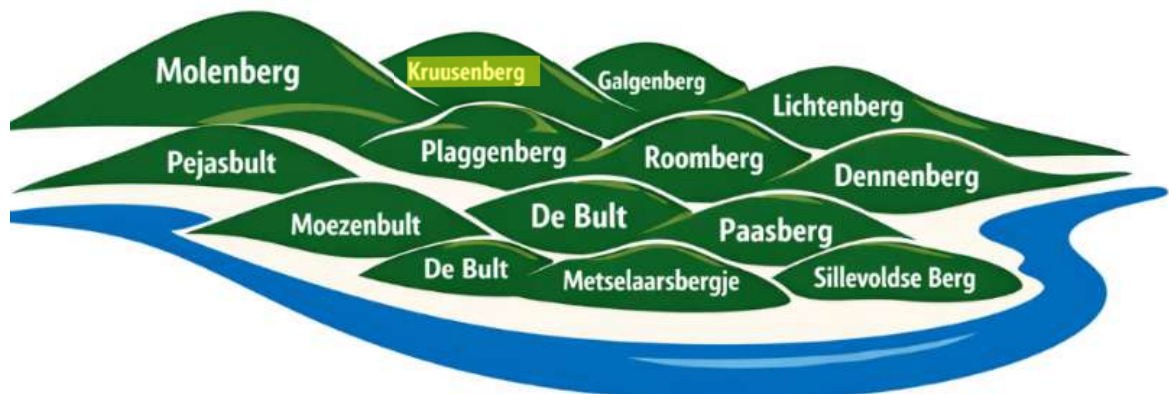 Molenberg
Kruusenberg
Galgenberg
Lichtenberg
Pejasbult
Plaggenberg
Roomberg
Dennenberg
Moezenbult
De Bult
Paasberg
De Bult
Metselaarsbergje
Sillevoldse Berg